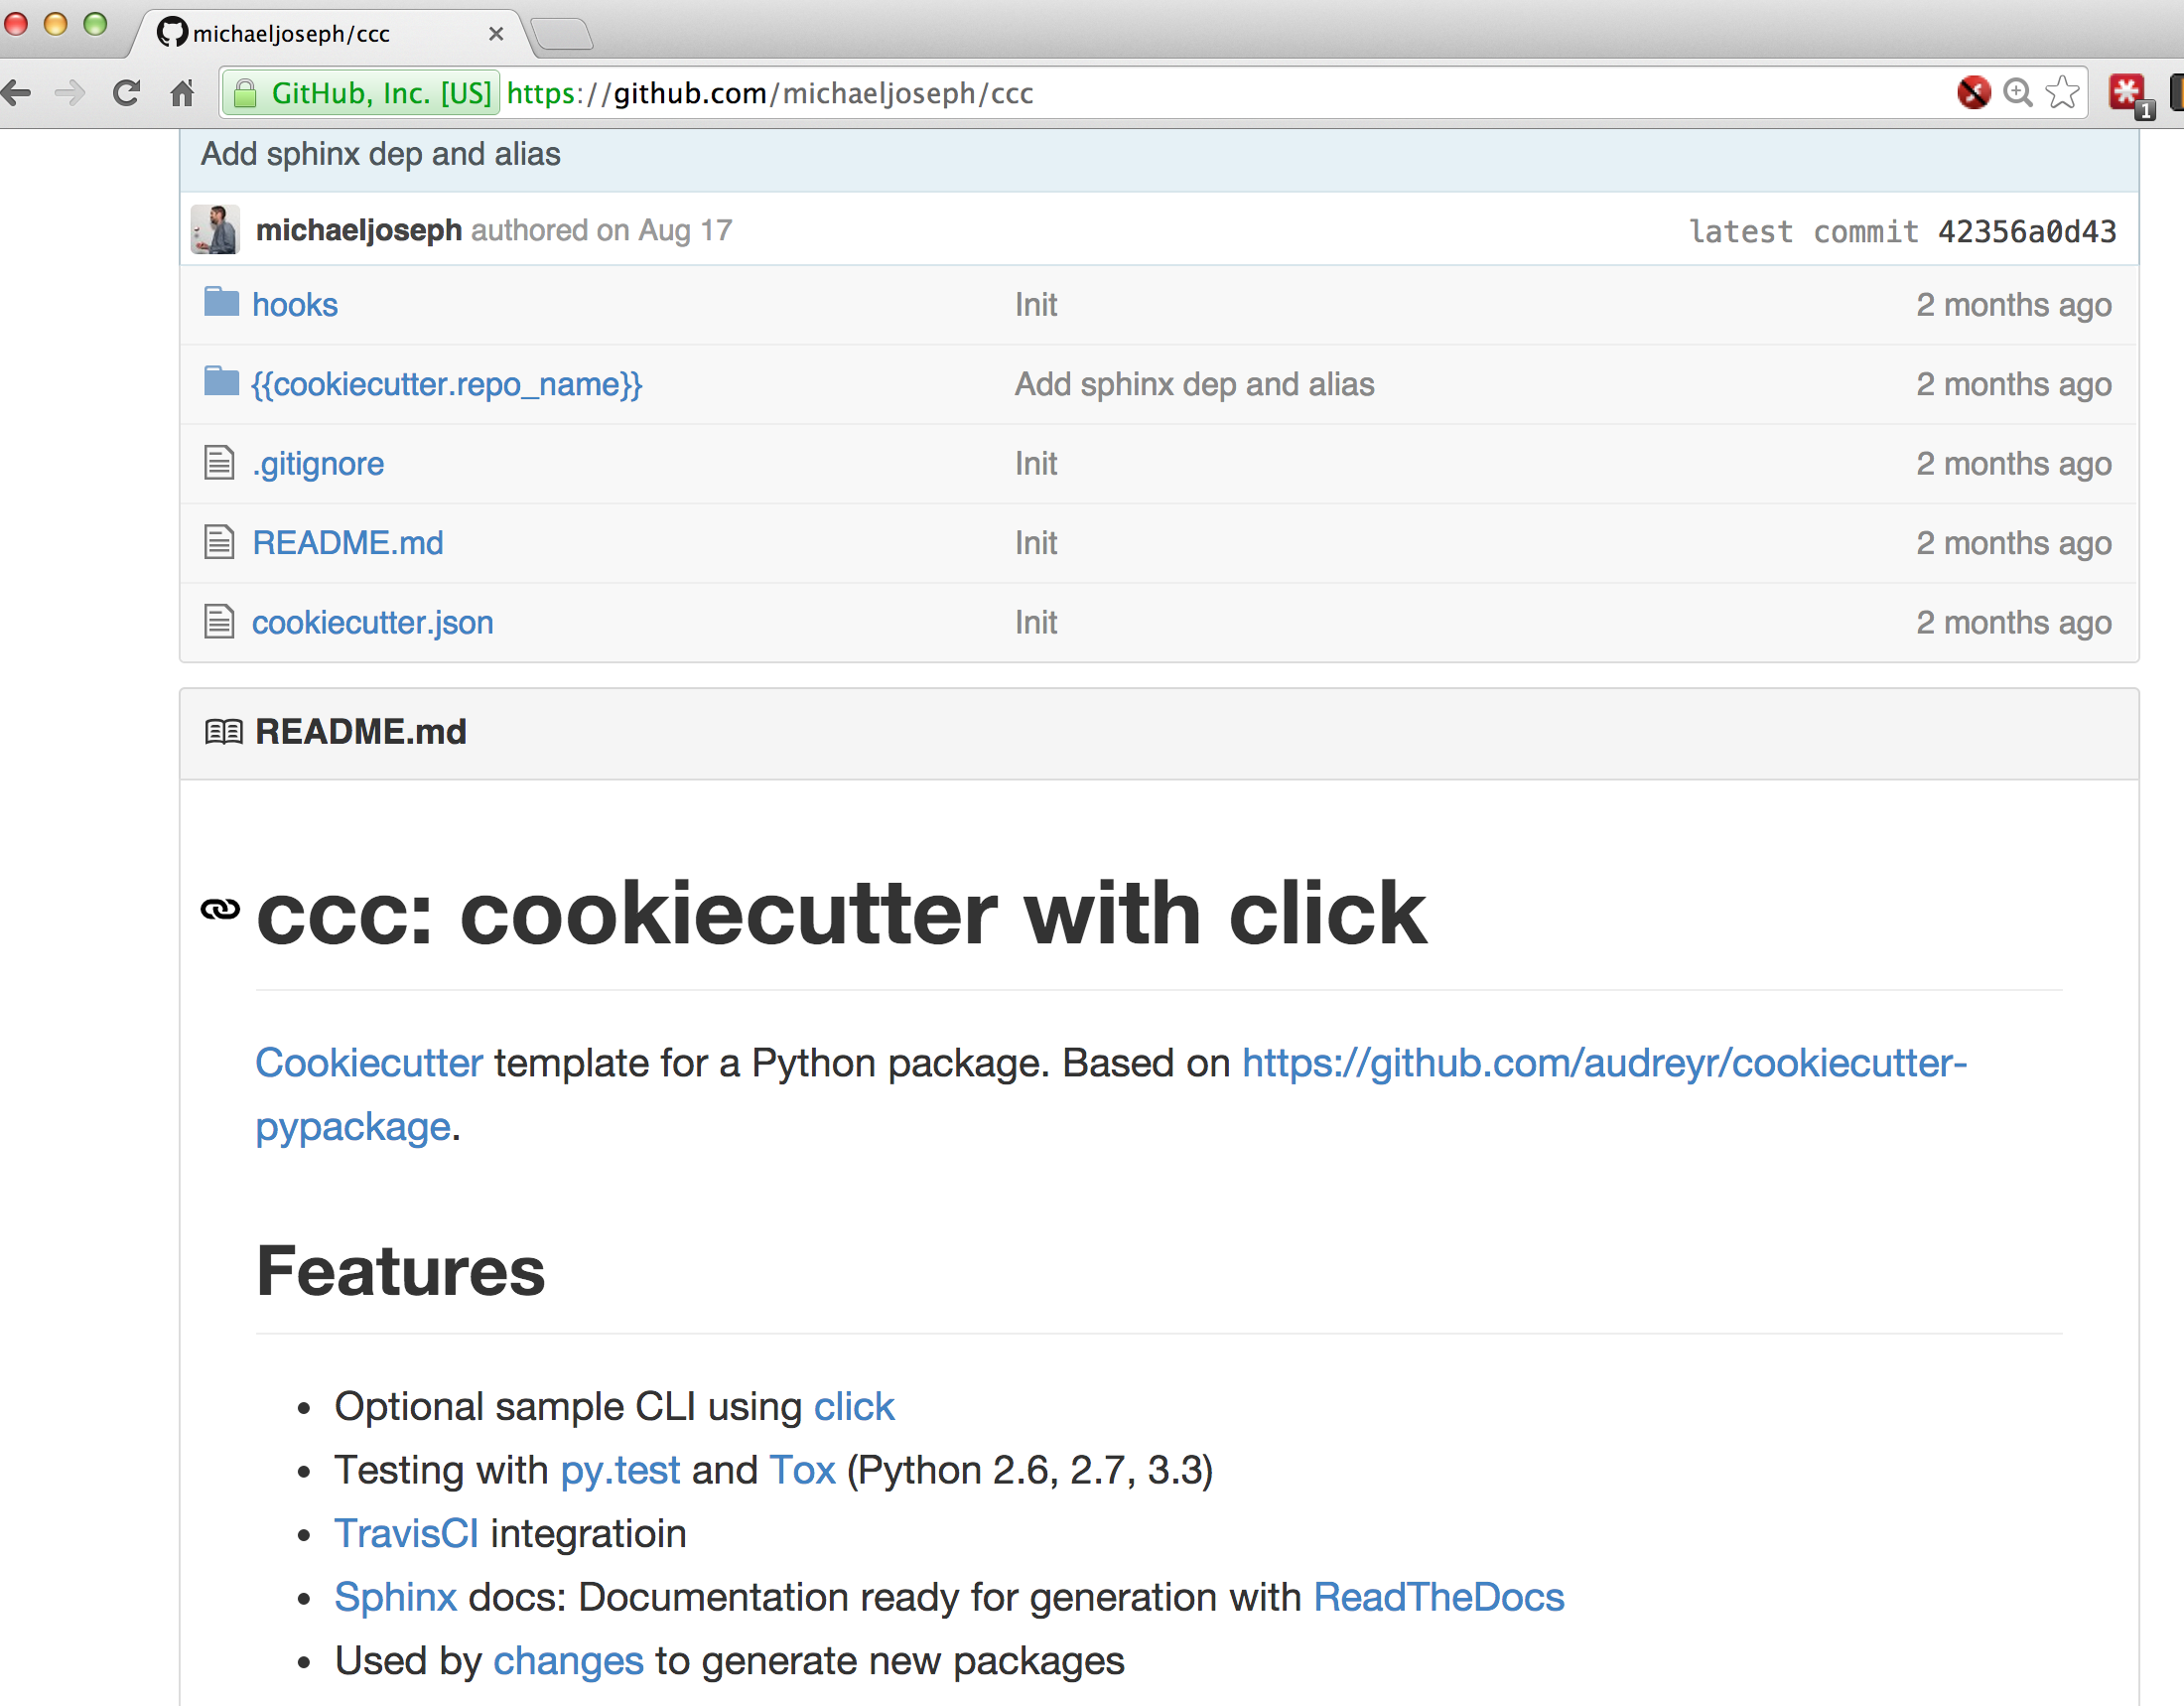 michaeljoseph/ccc
GitHub, Inc. [US] https://github.com/michaeljoseph/ccc
1
Add sphinx dep and alias
michaeljoseph authored on Aug 17 latest commit 42356a0d43
hooks Init 2 months ago
{{cookiecutter.repo_name}} Add sphinx dep and alias 2 months ago
.gitignore Init 2 months ago
README.md Init 2 months ago
cookiecutter.json Init 2 months ago
README.md
ccc: cookiecutter with click
Cookiecutter template for a Python package. Based on https://github.com/audreyr/cookiecutter-
pypackage.
Features
• Optional sample CLI using click
• Testing with py.test and Tox (Python 2.6, 2.7, 3.3)
• TravisCI integratioin
• Sphinx docs: Documentation ready for generation with ReadTheDocs
• Used by changes to generate new packages